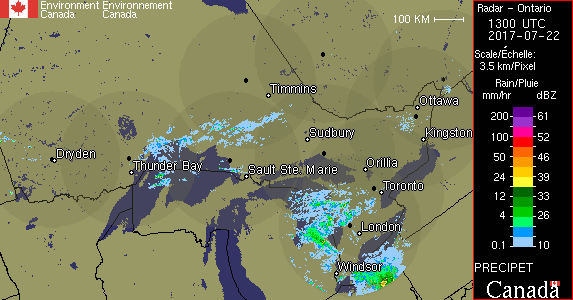 Environment Environnement
Canada Canada
100 KM
Timmins
Ottawa
Sudbury
Kingston
Dryden
Thunder Bay
Sault Ste. Marie
Orillia
Toronto
London
Windsor
Radar - Ontario
1300 UTC
2017-07-22
Scale/Échelle:
3.5 km/Pixel
Rain/Pluie
mm/hr dBZ
200 61
100 52
50 46
24 39
12 33
4 26
0.1 10
PRECIPET
Canada